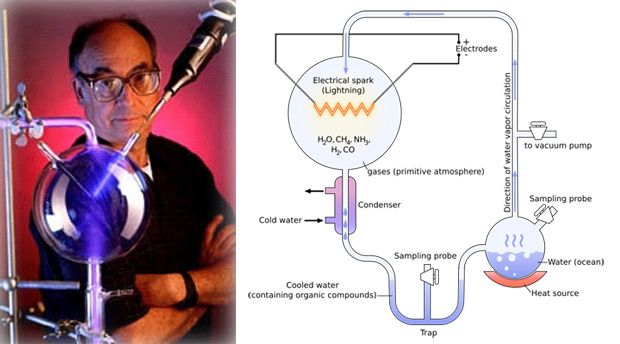 +
Electrodes
-
Electrical spark
(Lightning)
H2O, CH4, NH3,
H2, CO
gases (primitive atmosphere)
Direction of water vapor circulation
to vacuum pump
Condenser
Cold water
Sampling probe
Sampling probe
Water (ocean)
Heat source
Cooled water
(containing organic compounds)
Trap